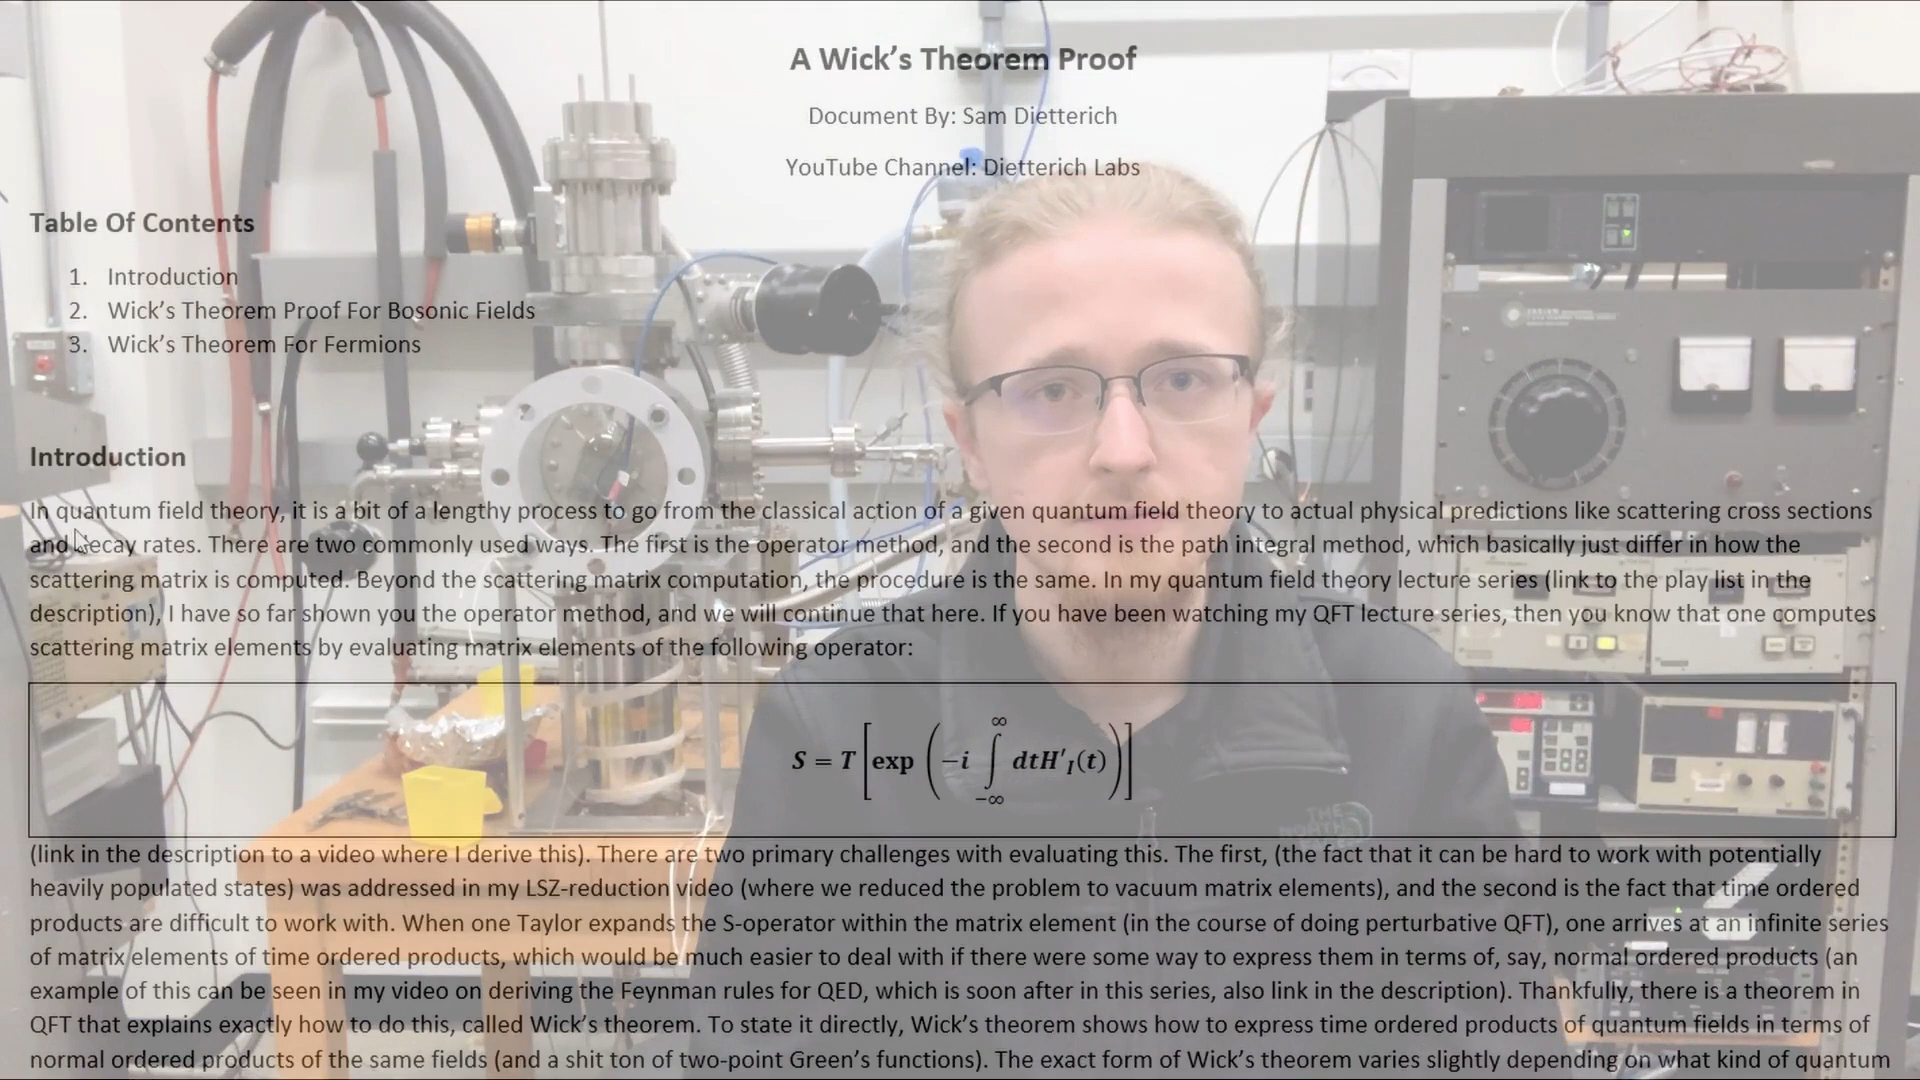 A Wick’s Theorem Proof
Document By: Sam Dietterich
YouTube Channel: Dietterich Labs
Table Of Contents
1. Introduction
2. Wick’s Theorem Proof For Bosonic Fields
3. Wick’s Theorem For Fermions
Introduction
In quantum field theory, it is a bit of a lengthy process to go from the classical action of a given quantum field theory to actual physical predictions like scattering cross sections
and decay rates. There are two commonly used ways. The first is the operator method, and the second is the path integral method, which basically just differ in how the
scattering matrix is computed. Beyond the scattering matrix computation, the procedure is the same. In my quantum field theory lecture series (link to the play list in the
description), I have so far shown you the operator method, and we will continue that here. If you have been watching my QFT lecture series, then you know that one computes
scattering matrix elements by evaluating matrix elements of the following operator:
S = T[exp(−i ∫_{−∞}^{∞} dtH′_I(t))]
THE
NORTH
(link in the description to a video where I derive this). There are two primary challenges with evaluating this. The first, (the fact that it can be hard to work with potentially
heavily populated states) was addressed in my LSZ-reduction video (where we reduced the problem to vacuum matrix elements), and the second is the fact that time ordered
products are difficult to work with. When one Taylor expands the S-operator within the matrix element (in the course of doing perturbative QFT), one arrives at an infinite series
of matrix elements of time ordered products, which would be much easier to deal with if there were some way to express them in terms of, say, normal ordered products (an
example of this can be seen in my video on deriving the Feynman rules for QED, which is soon after in this series, also link in the description). Thankfully, there is a theorem in
QFT that explains exactly how to do this, called Wick’s theorem. To state it directly, Wick’s theorem shows how to express time ordered products of quantum fields in terms of
normal ordered products of the same fields (and a shit ton of two-point Green’s functions). The exact form of Wick’s theorem varies slightly depending on what kind of quantum